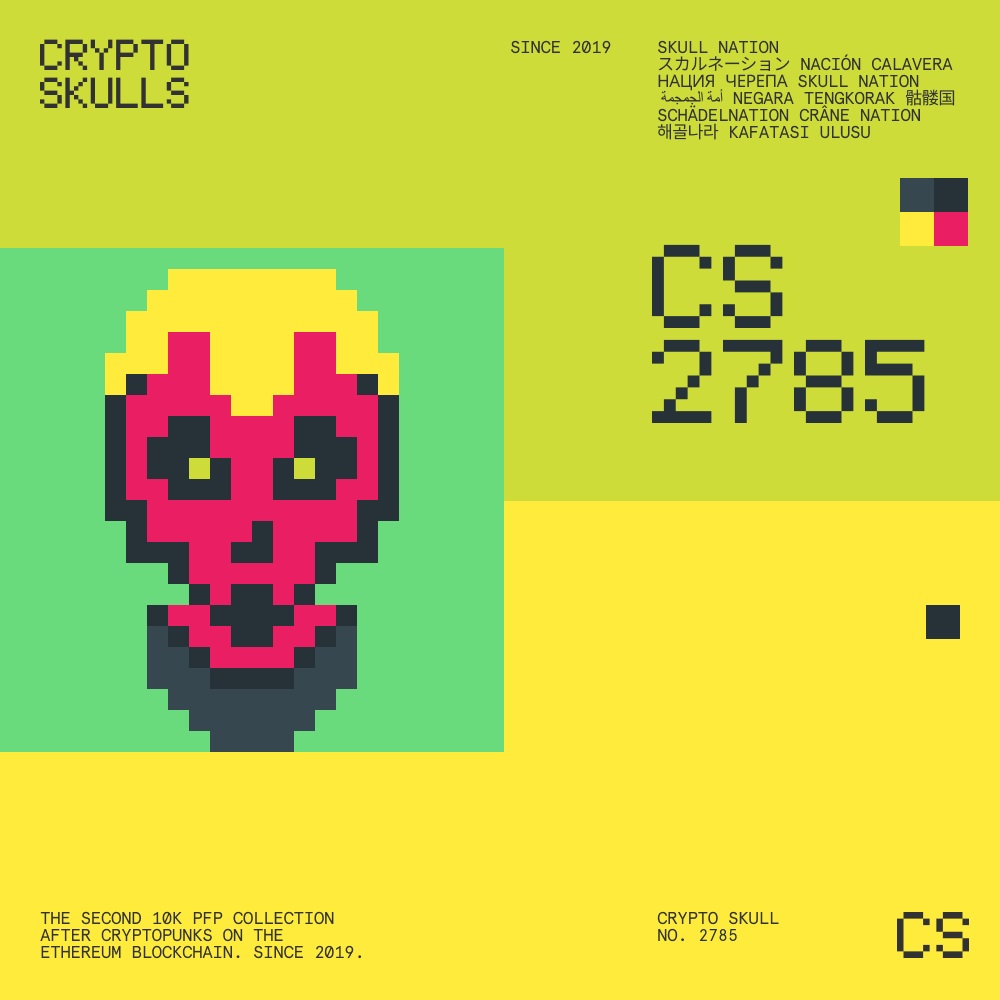 CRYPTO
SKULLS
SINCE 2019
SKULL NATION
スカルネーション NACIÓN CALAVERA
НАЦИЯ ЧЕРЕПА SKULL NATION
أمة الجمجمة NEGARA TENGKORAK 骷髅国
SCHÄDELNATION CRÂNE NATION
해골나라 KAFATASI ULUSU
CS
2785
THE SECOND 10K PFP COLLECTION
AFTER CRYPTOPUNKS ON THE
ETHEREUM BLOCKCHAIN. SINCE 2019.
CRYPTO SKULL
NO. 2785
CS